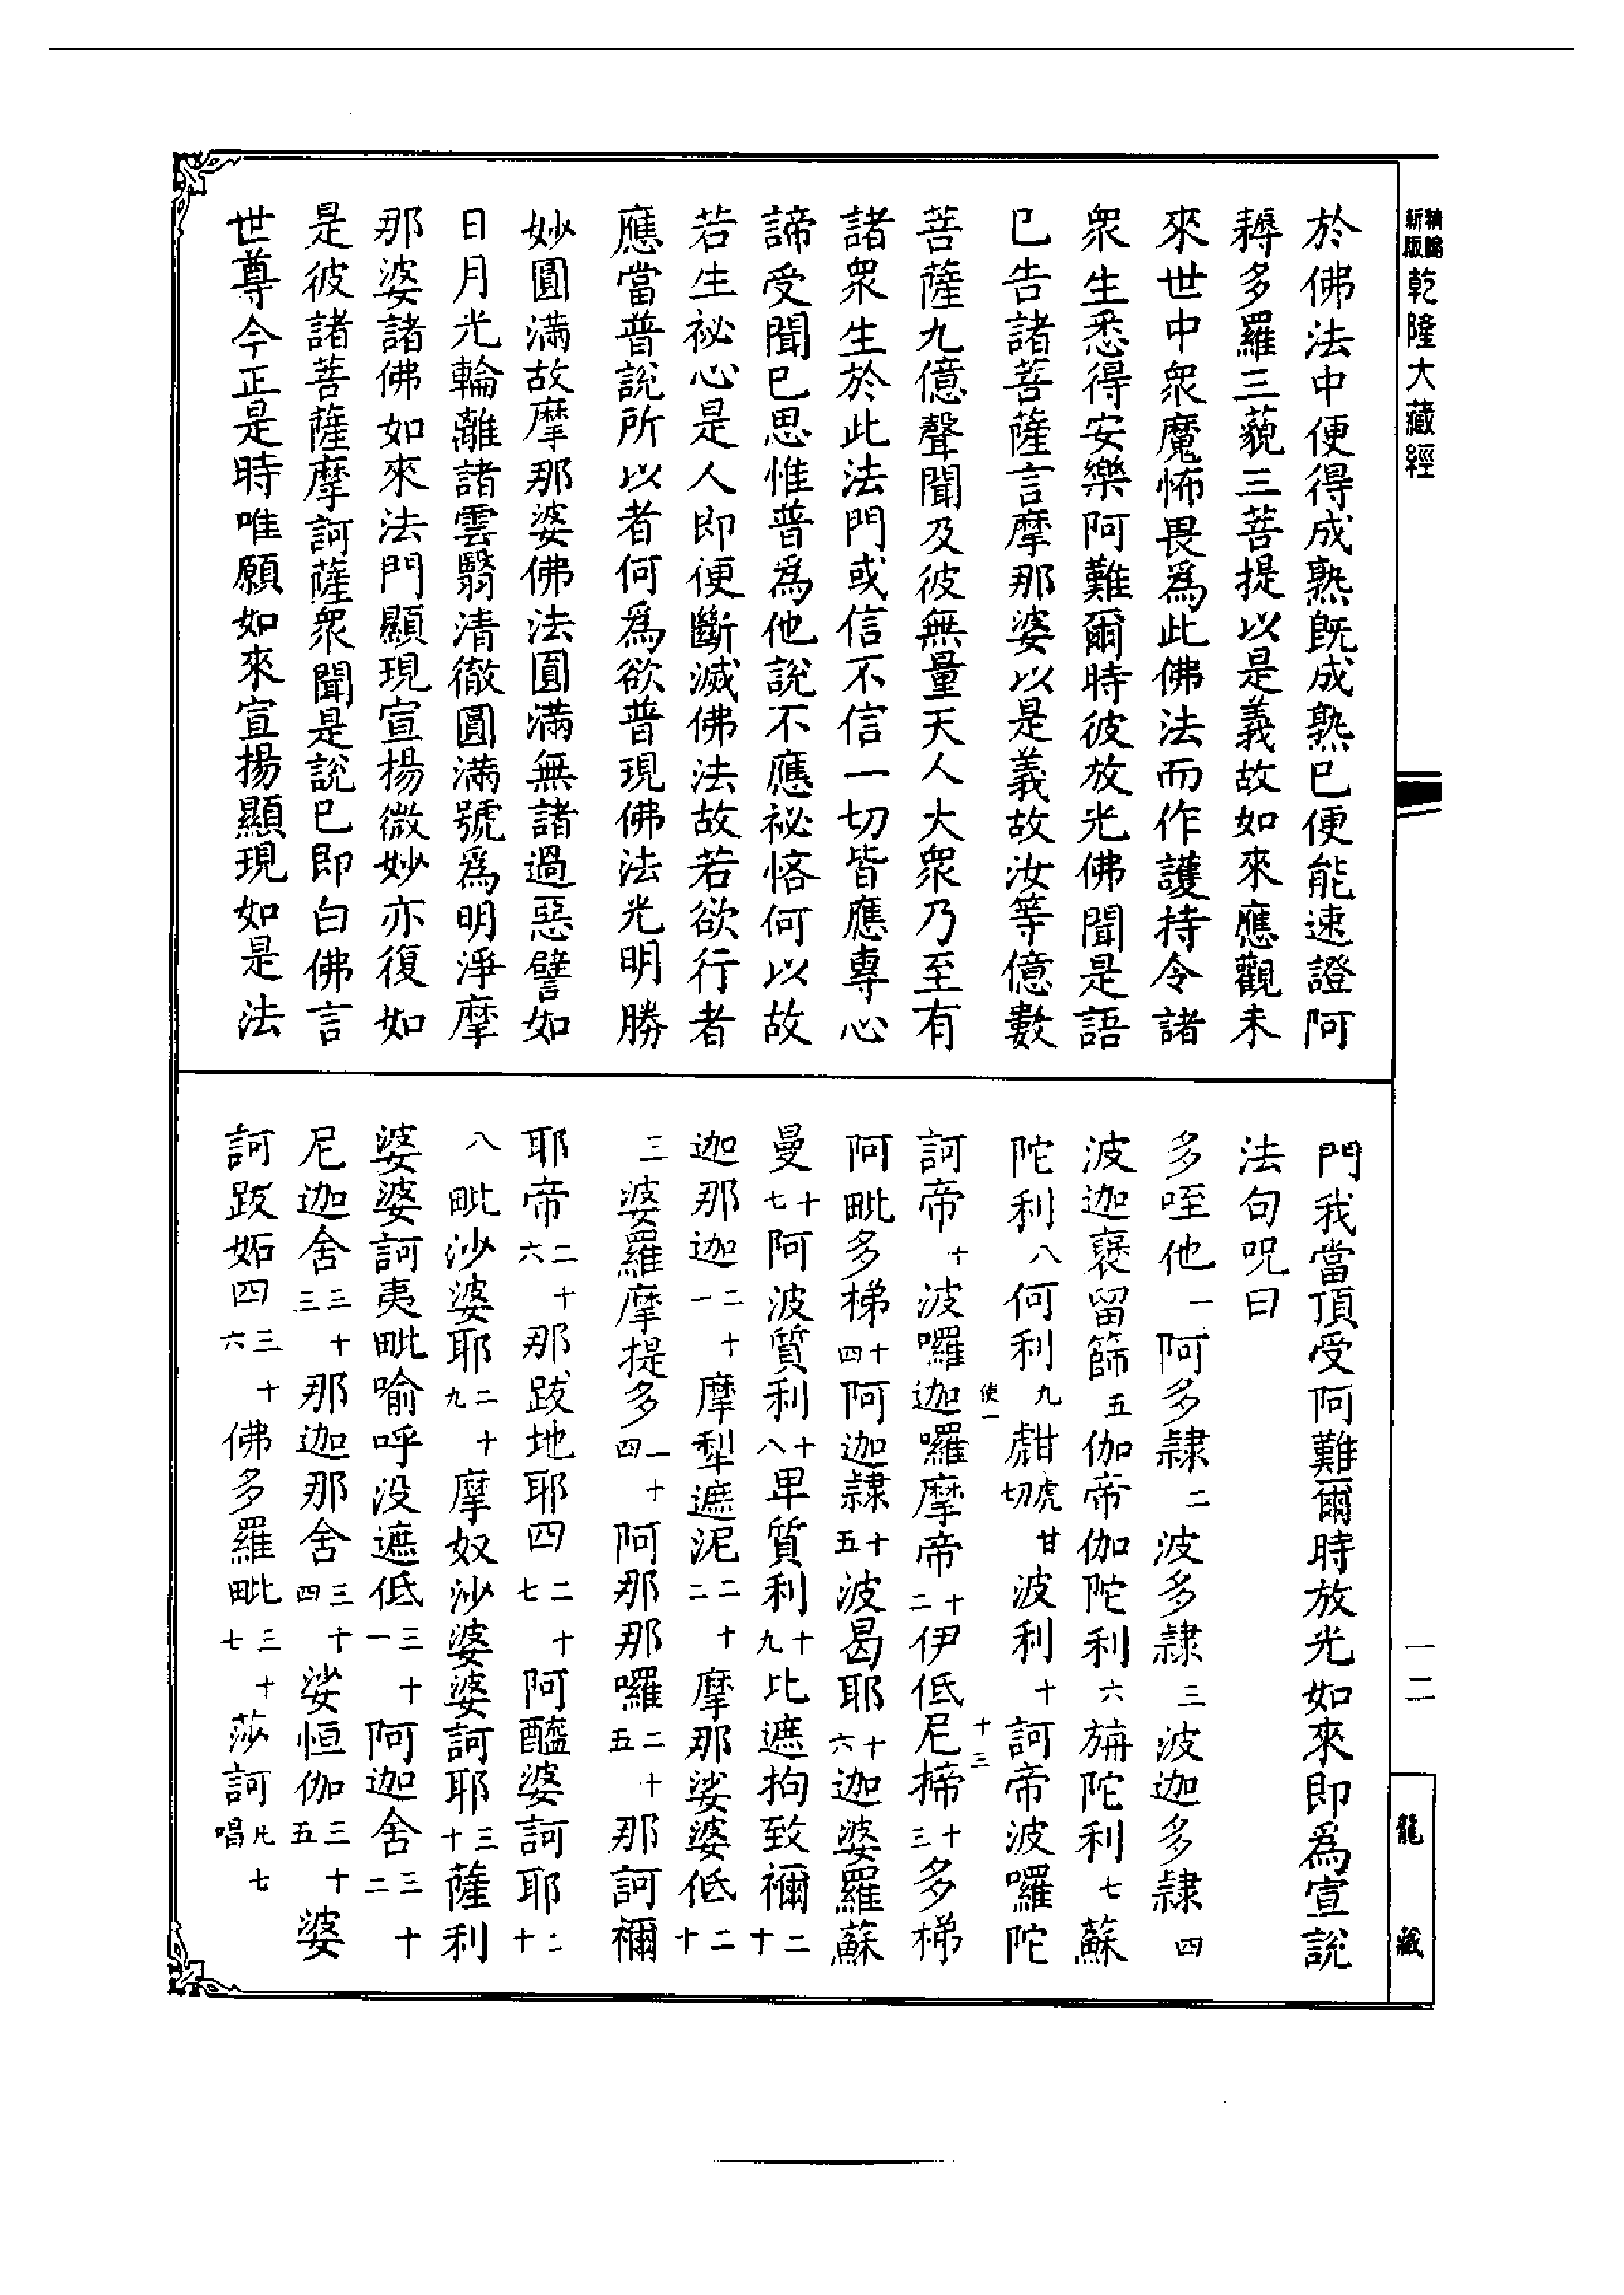 新版
乾隆大藏經
於佛法中便得成熟既成熟已便能速證阿
耨多羅三藐三菩提以是義故如來應觀未
來世中衆魔怖畏爲此佛法而作護持令諸
衆生悉得安樂阿難爾時彼放光佛聞是語
已告諸菩薩言摩那婆以是義故汝等億數
菩薩九億聲聞及彼無量天人大衆乃至有
諸衆生於此法門或信不信一切皆應專心
諦受聞已思惟普爲他說不應祕悋何以故
若生祕心是人即便斷滅佛法故若欲行者
應當普說所以者何爲欲普現佛法光明勝
妙圓滿故摩那婆佛法圓滿無諸過惡譬如
日月光輪離諸雲翳清徹圓滿號爲明淨摩
那婆諸佛如來法門顯現宣揚微妙亦復如
是彼諸菩薩摩訶薩衆聞是說已即白佛言
世尊今正是時唯願如來宣揚顯現如是法
門我當頂受阿難爾時放光如來即爲宣說
法句呪曰
多咥他一阿多隷二波多隷三波迦多隷四
波迦襃留篩五伽帝伽陀利六旃陀利七蘇
陀利八何利九㽍虎甘切波利十訶帝波囉陀
訶帝十一波囉迦囉摩帝十二伊低尼揥十三多梯
阿毗多梯十四阿迦隷十五波曷耶十六迦婆羅蘇
曼十七阿波質利十八卑質利十九比遮拘致禰二十
迦那迦二十一摩犁遮泥二十二摩那娑婆低二十
三婆羅摩提多二十四阿那那囉二十五那訶禰
耶帝二十六那跋地耶四二十七阿醯婆訶耶二十
八毗沙婆耶二十九摩奴沙婆婆訶耶三十薩利
婆婆訶夷毗喻呼没遮低三十一阿迦舍三十二
尼迦舍三十三那迦那舍三十四娑恒伽三十五婆
訶跋妬四三十六佛多羅毗三十七莎訶凡七唱
一二
龍藏